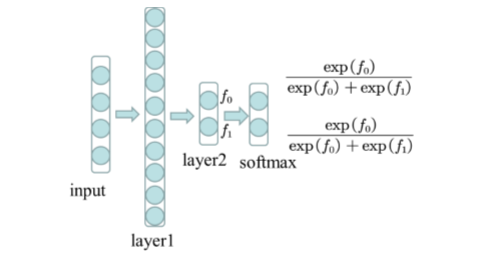 exp(f₀)
exp(f₀) + exp(f₁)
exp(f₀)
exp(f₀) + exp(f₁)
f₀
f₁
layer2
softmax
input
layer1